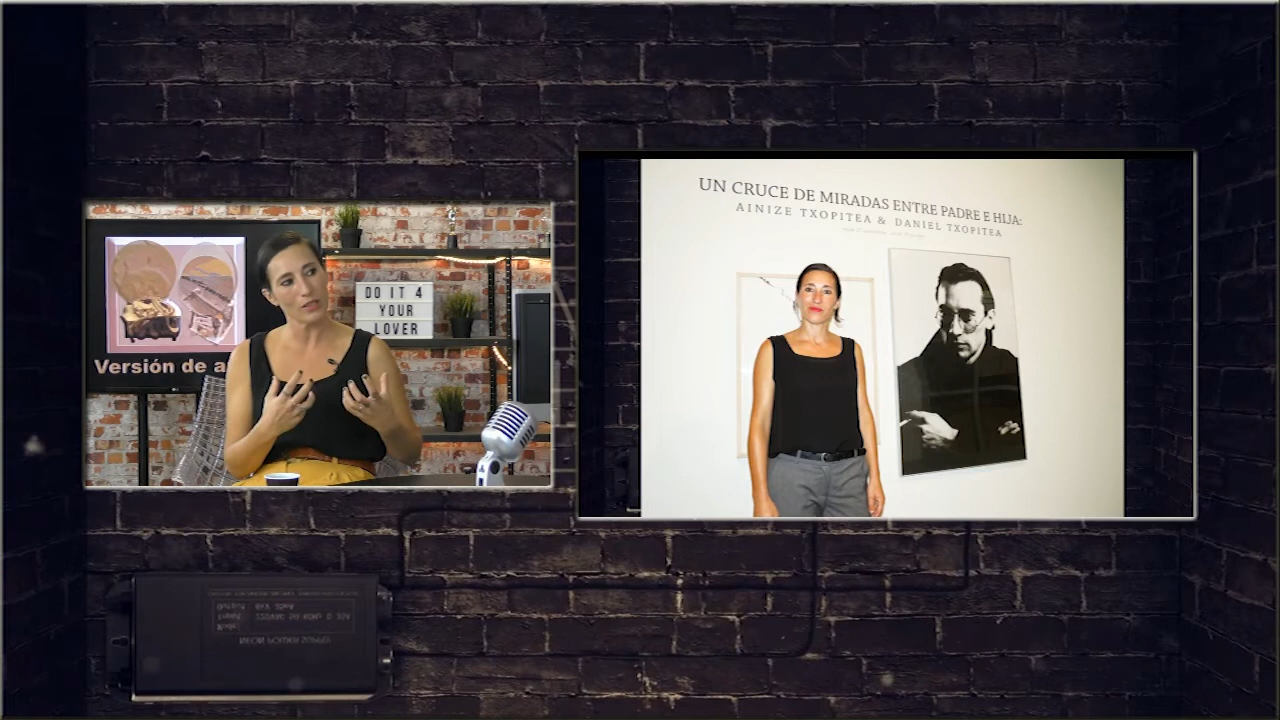 DO IT 4
YOUR
LOVER
Versión de a
UN CRUCE DE MIRADAS ENTRE PADRE E HIJA:
AINIZE TXOPITEA & DANIEL TXOPITEA